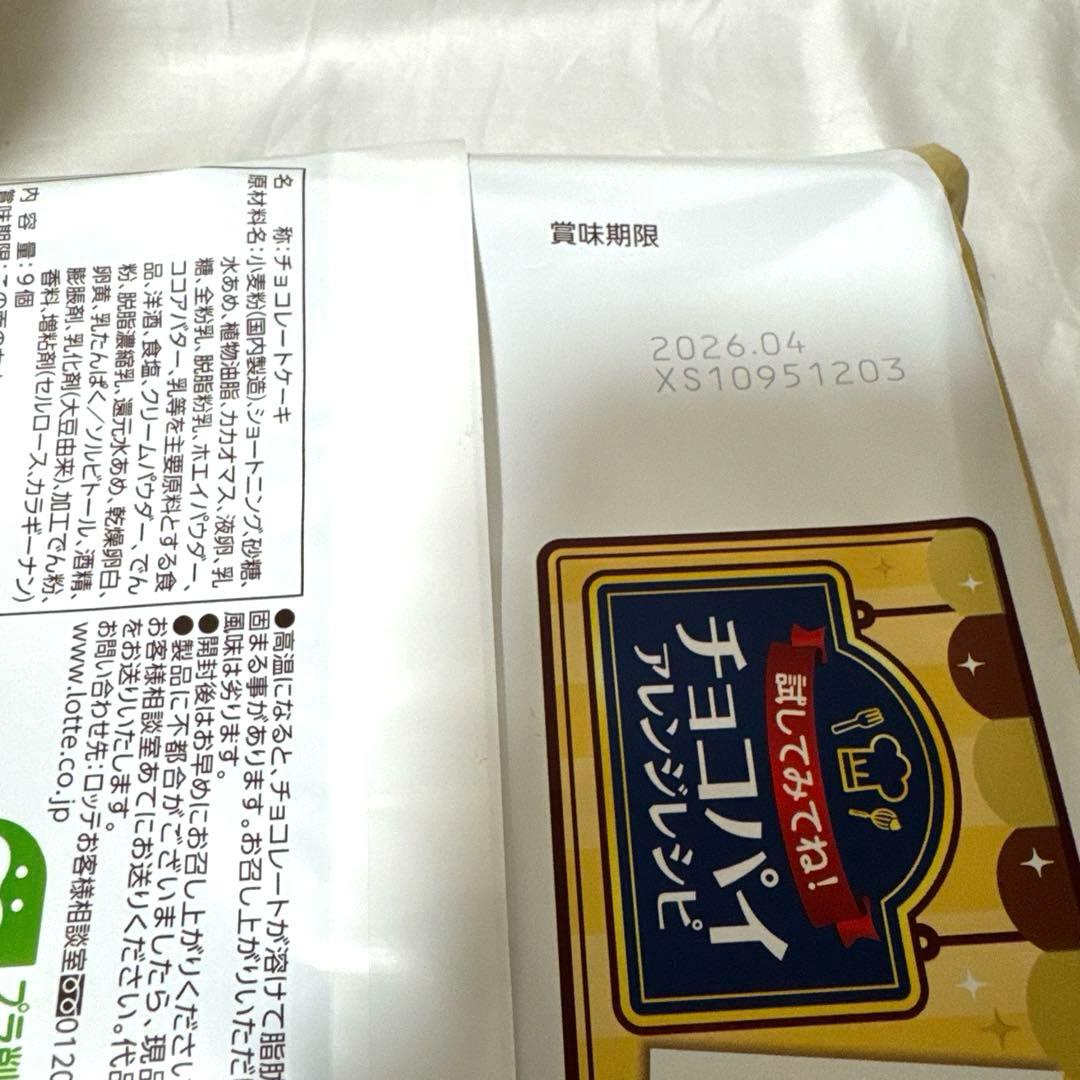 賞味期限
2026.04
XS10951203
名　称:チョコレートケーキ
原材料名:小麦粉(国内製造)、ショートニング、砂糖、
水あめ、植物油脂、カカオマス、液卵、乳
糖、全粉乳、脱脂粉乳、ホエイパウダー、
ココアバター、乳等を主要原料とする食
品、洋酒、食塩、クリームパウダー、でん
粉、脱脂濃縮乳、還元水あめ、乾燥卵白、
卵黄、乳たんぱく/ソルビトール、酒精、
膨脹剤、乳化剤(大豆由来)、加工でん粉、
香料、増粘剤(セルロース、カラギーナン)
内容量:9個
賞味期限:この面の
●高温になると、チョコレートが溶けて脂肪
固まる事があります。お召し上がりいただ
風味は劣ります。
●開封後はお早めにお召し上がりください
●製品に不都合がございましたら、現品
お客様相談室あてにお送りください。代品
をお送りいたします。
お問い合わせ先:ロッテお客様相談室 0120
www.lotte.co.jp
プラ
試してみてね!
チョコパイ
アレンジレシピ